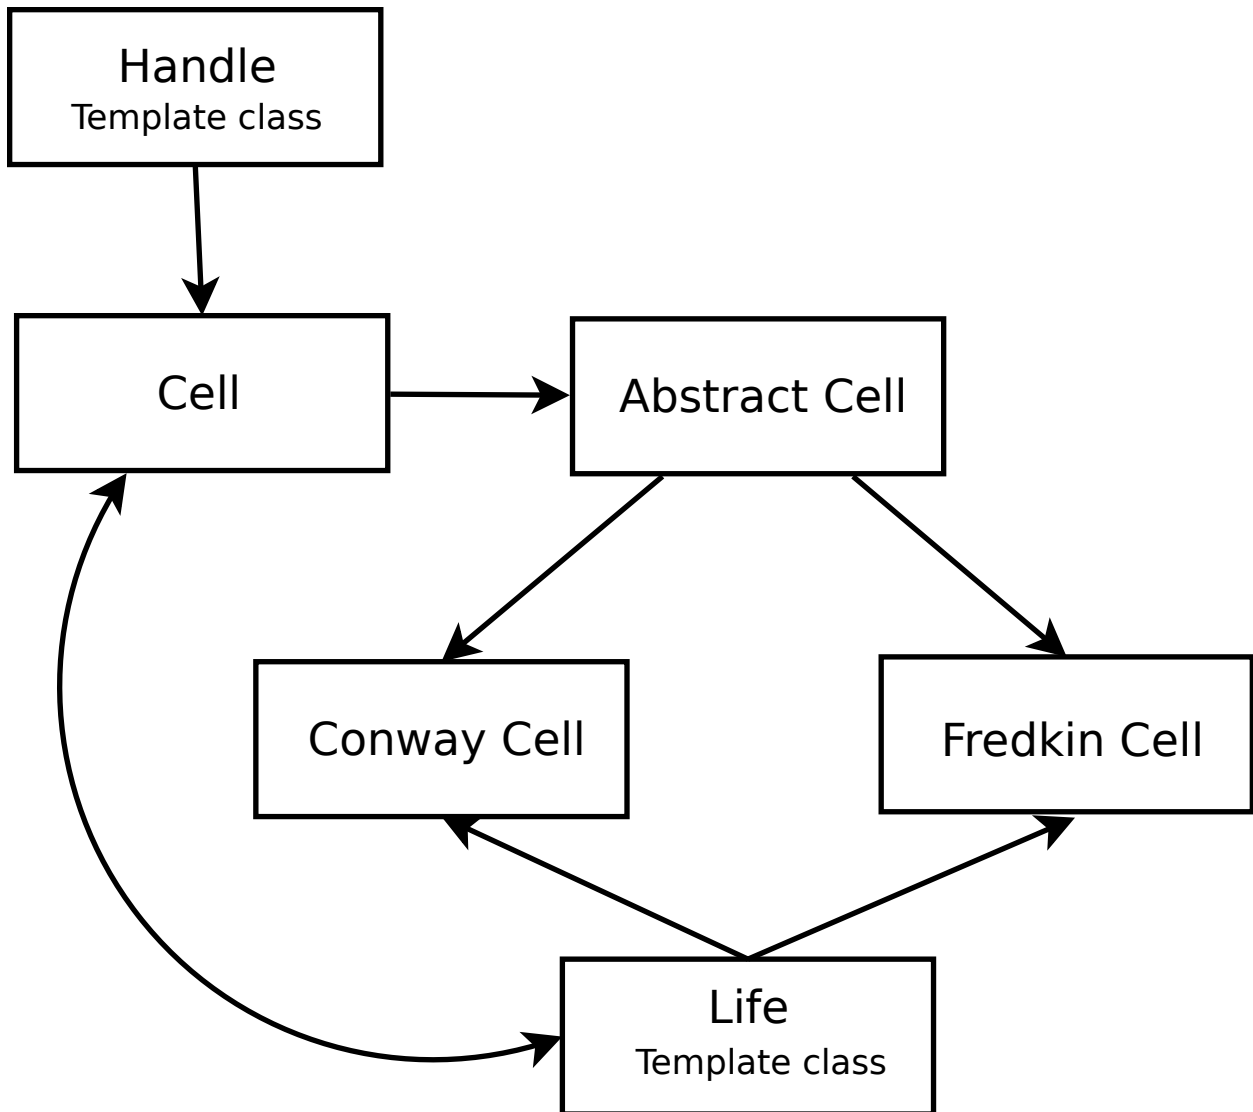 Handle
Template class
Cell
Abstract Cell
Conway Cell
Fredkin Cell
Life
Template class